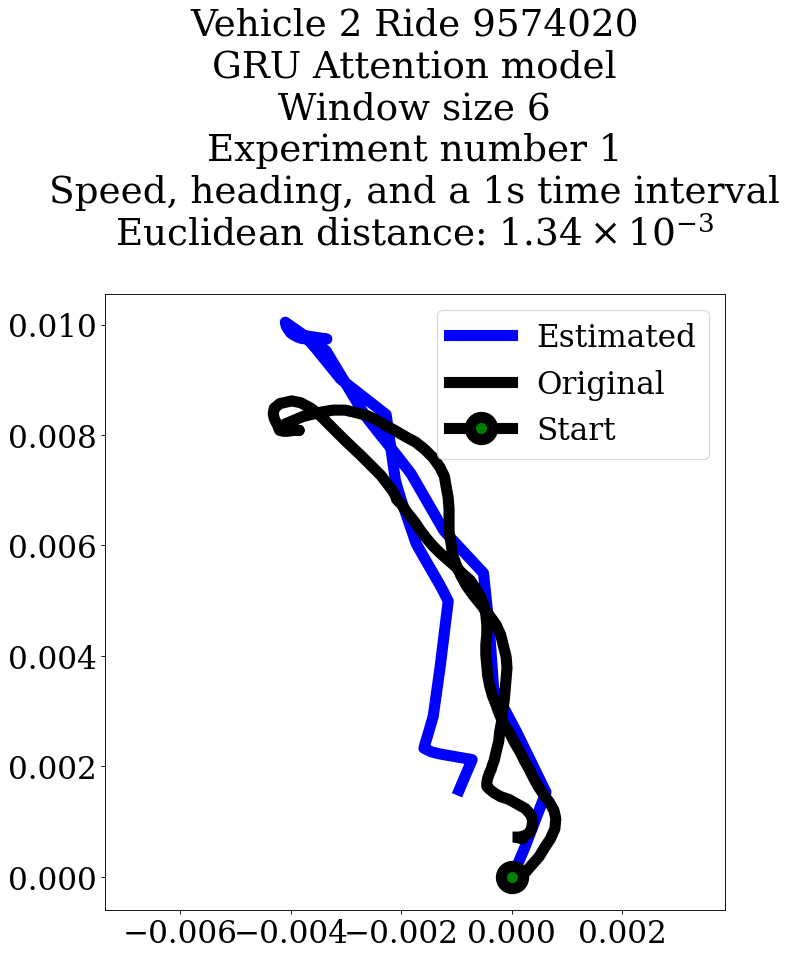 Vehicle 2 Ride 9574020
GRU Attention model
Window size 6
Experiment number 1
Speed, heading, and a 1s time interval
Euclidean distance: 1.34 × 10⁻³
Estimated
Original
Start
0.010
0.008
0.006
0.004
0.002
0.000
−0.006 −0.004 −0.002 0.000 0.002